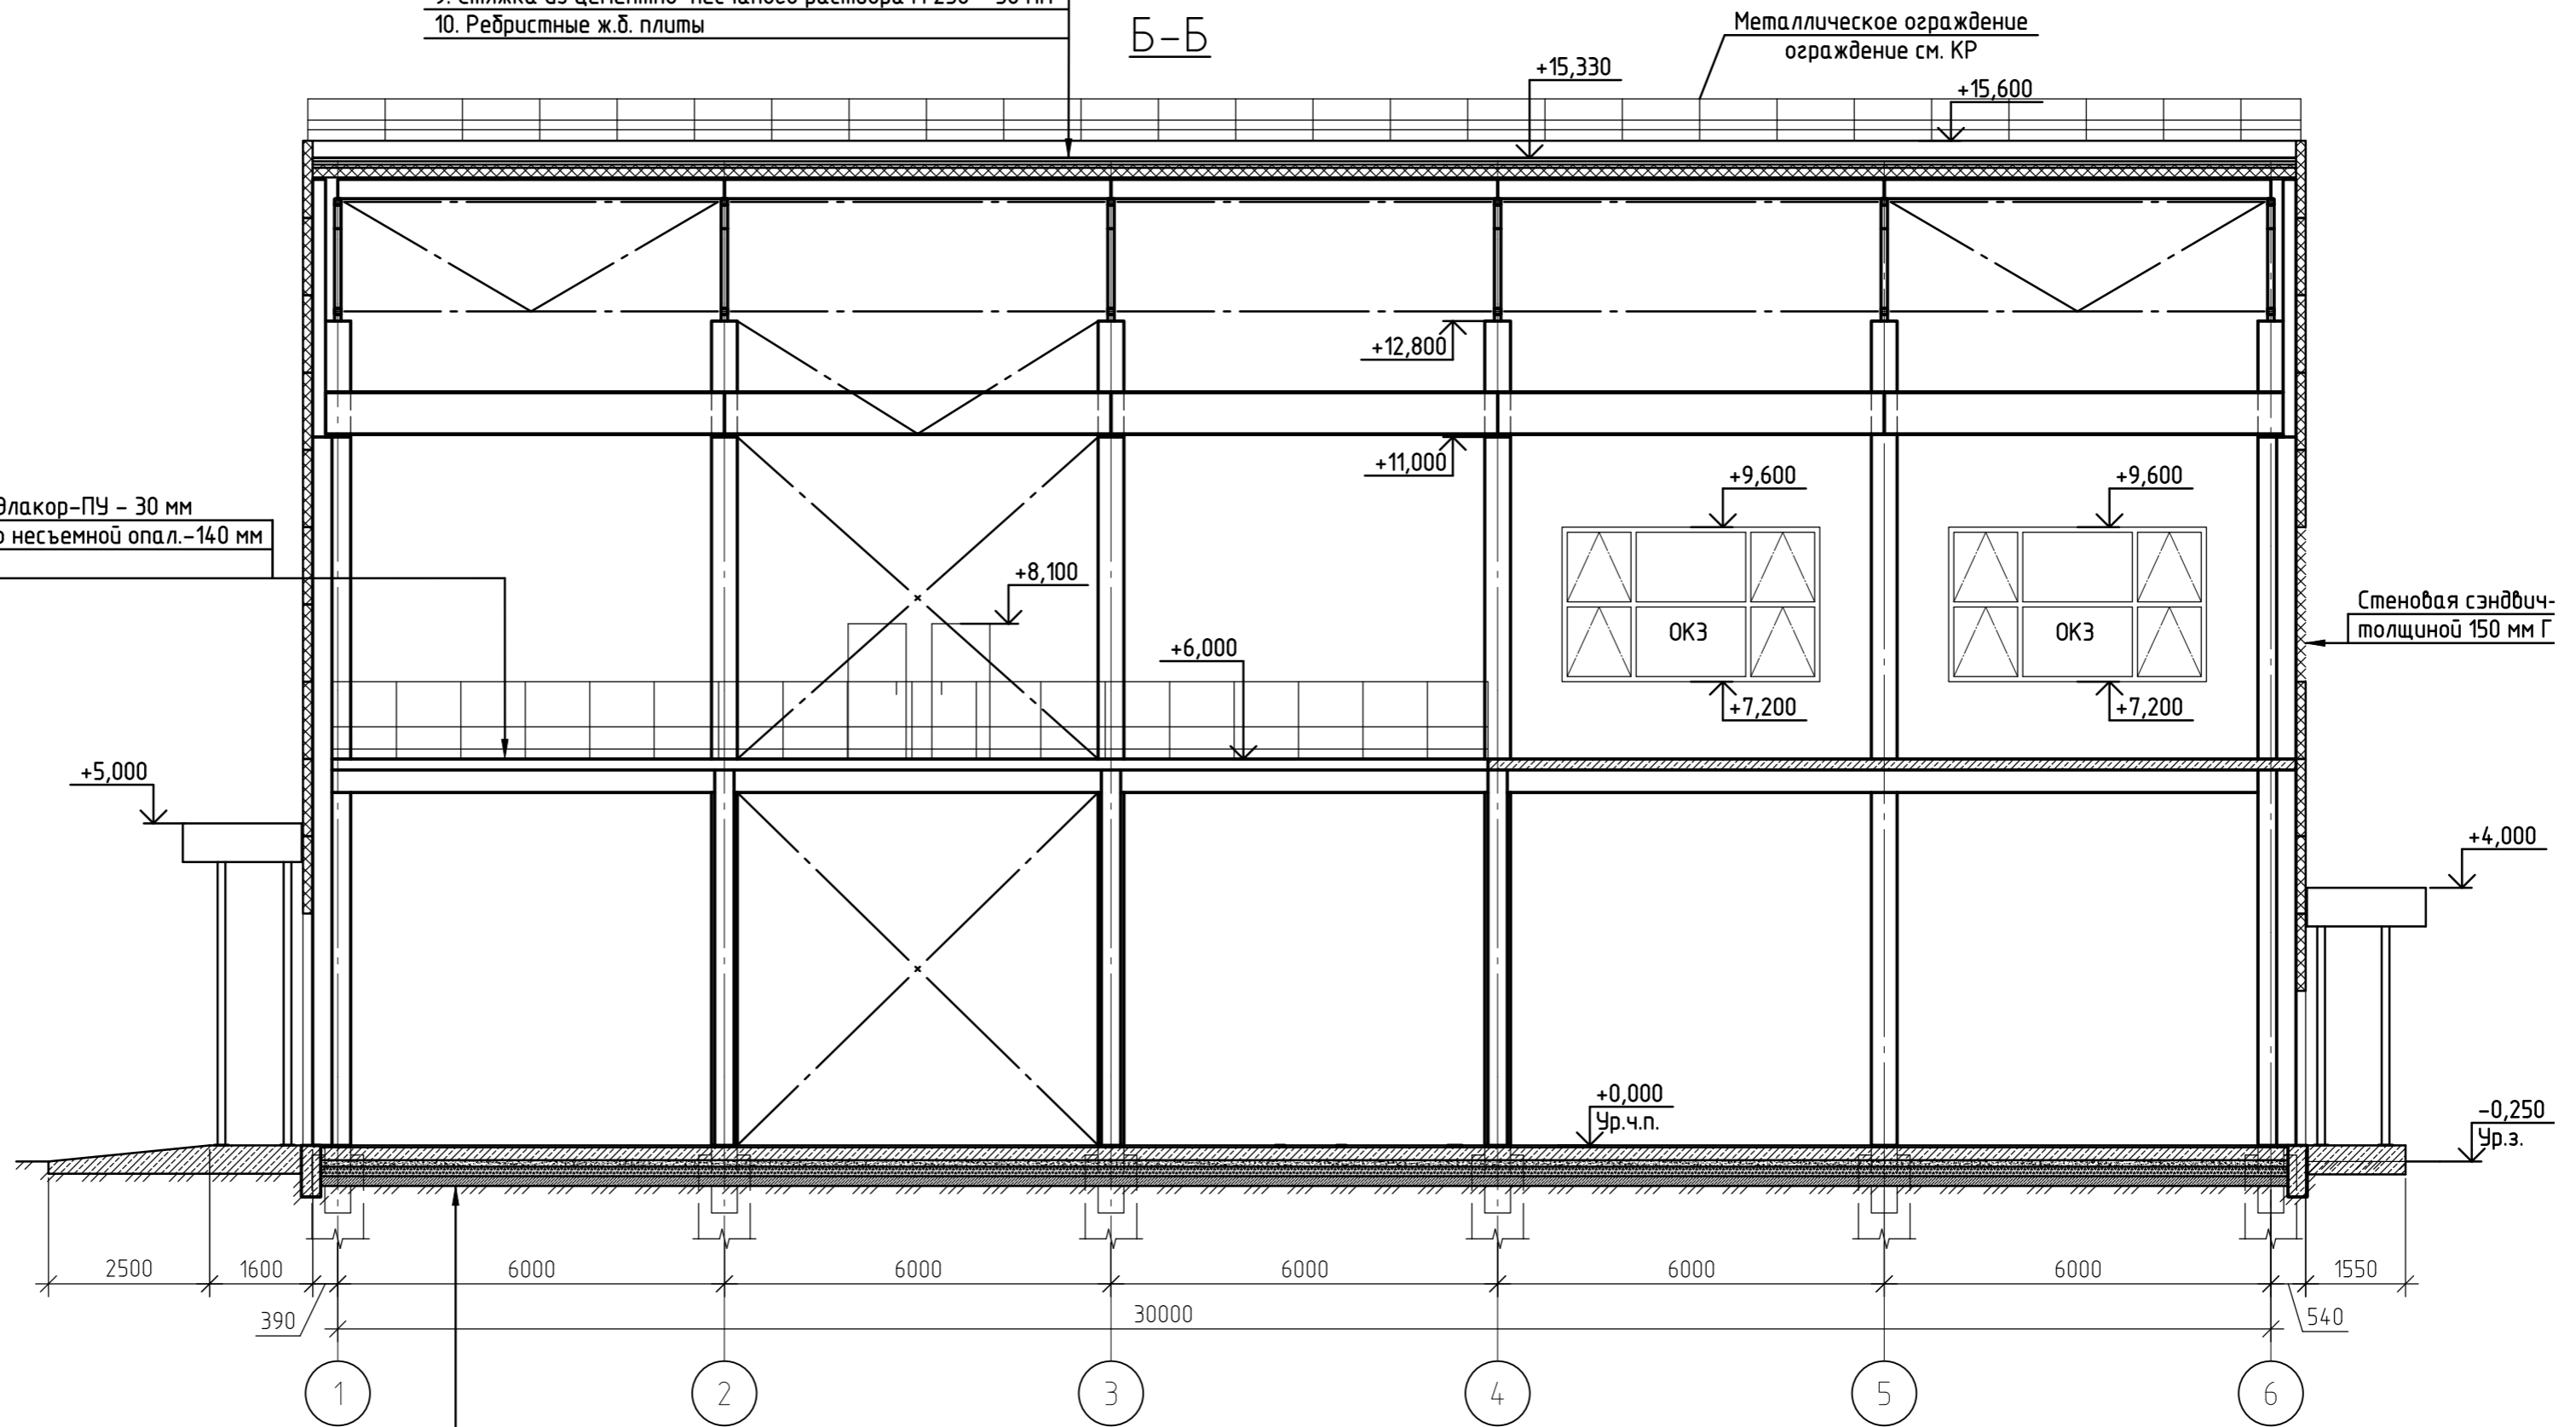 10. Ребристные ж.б. плиты
Б-Б
Металлическое ограждение
ограждение см. КР
+15,330
+15,600
+12,800
+11,000
+9,600
+9,600
Элакор-ПУ - 30 мм
несъемной опал.-140 мм
+8,100
Стеновая сэндвич-
толщиной 150 мм Г
ОК3
ОК3
+6,000
+7,200
+7,200
+5,000
+4,000
+0,000
Ур.ч.п.
-0,250
Ур.з.
2500
1600
6000
6000
6000
6000
6000
1550
390
30000
540
1
2
3
4
5
6